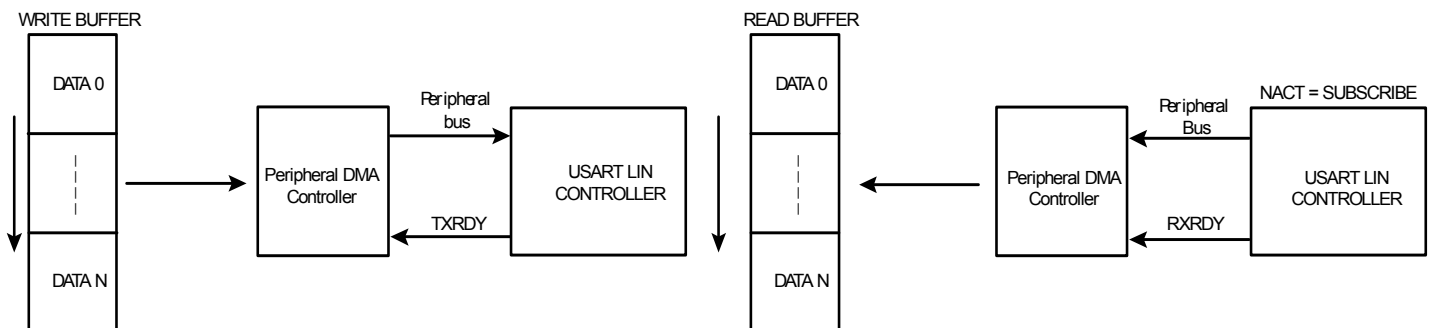 WRITE BUFFER
DATA 0
DATA N
Peripheral DMA
Controller
Peripheral
bus
TXRDY
USART LIN
CONTROLLER
READ BUFFER
DATA 0
DATA N
Peripheral DMA
Controller
Peripheral
Bus
RXRDY
NACT = SUBSCRIBE
USART LIN
CONTROLLER